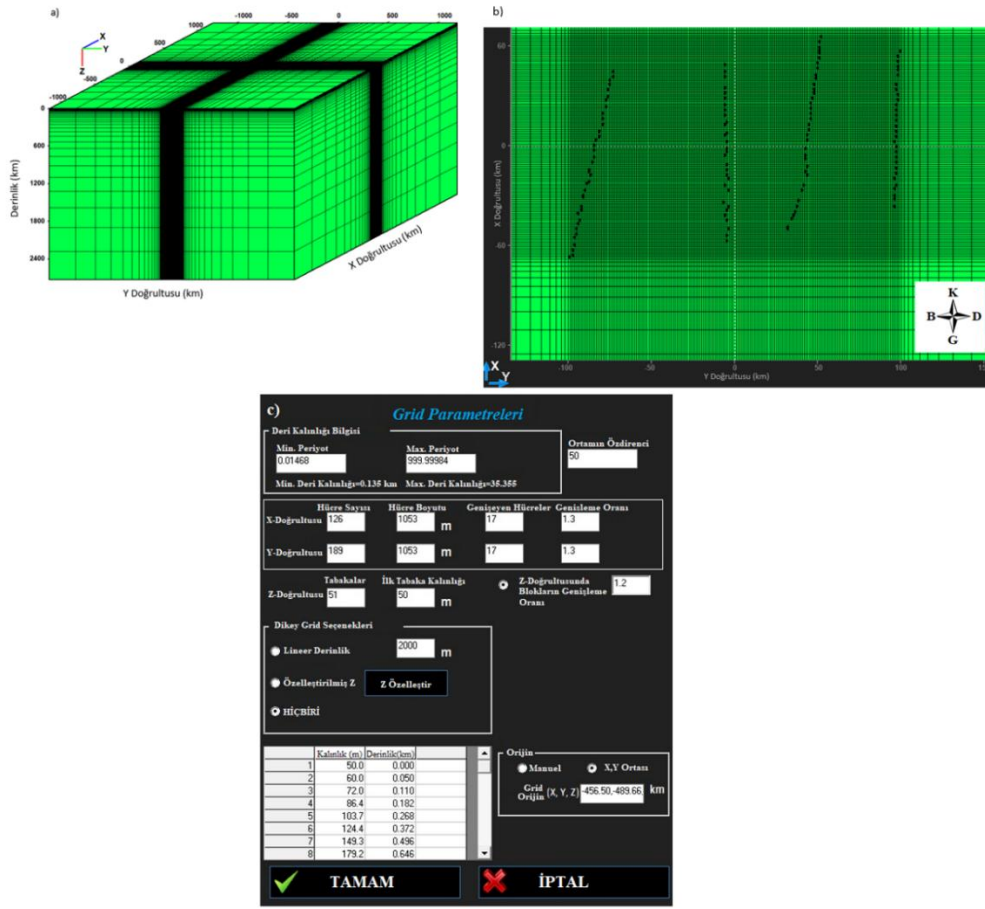 a)
-1000 -500 0 500 1000
X
Y
Z
1000
500
0
-500
-1000
0
600
1200
1800
2400
Derinlik (km)
Y Doğrultusu (km)
X Doğrultusu (km)
b)
60
0
-60
-120
X Doğrultusu (km)
-100 -50 0 50 100
Y Doğrultusu (km)
X
Y
K
B D
G
c)
Grid Parametreleri
Deri Kalınlığı Bilgisi
Min. Periyot Max. Periyot
0.01468 999.99984
Min. Deri Kalınlığı=0.135 km Max. Deri Kalınlığı=35.355
Ortamın Özdirenci
50
Hücre Sayısı Hücre Boyutu Genişeyen Hücreler Genişleme Oranı
X-Doğrultusu 126 1053 m 17 1.3
Y-Doğrultusu 189 1053 m 17 1.3
Tabakalar İlk Tabaka Kalınlığı
Z-Doğrultusu 51 50 m
Z-Doğrultusunda
Blokların Genişleme
Oranı
1.2
Dikey Grid Seçenekleri
Lineer Derinlik 2000 m
Özelleştirilmiş Z Z Özelleştir
HİÇBİRİ
Kalınlık (m) Derinlik(km)
1 50.0 0.000
2 60.0 0.050
3 72.0 0.110
4 86.4 0.182
5 103.7 0.268
6 124.4 0.372
7 149.3 0.496
8 179.2 0.646
Orijin
Manuel X,Y Ortası
Grid
Orijin (X, Y, Z) -456.50,-489.66, km
TAMAM
İPTAL